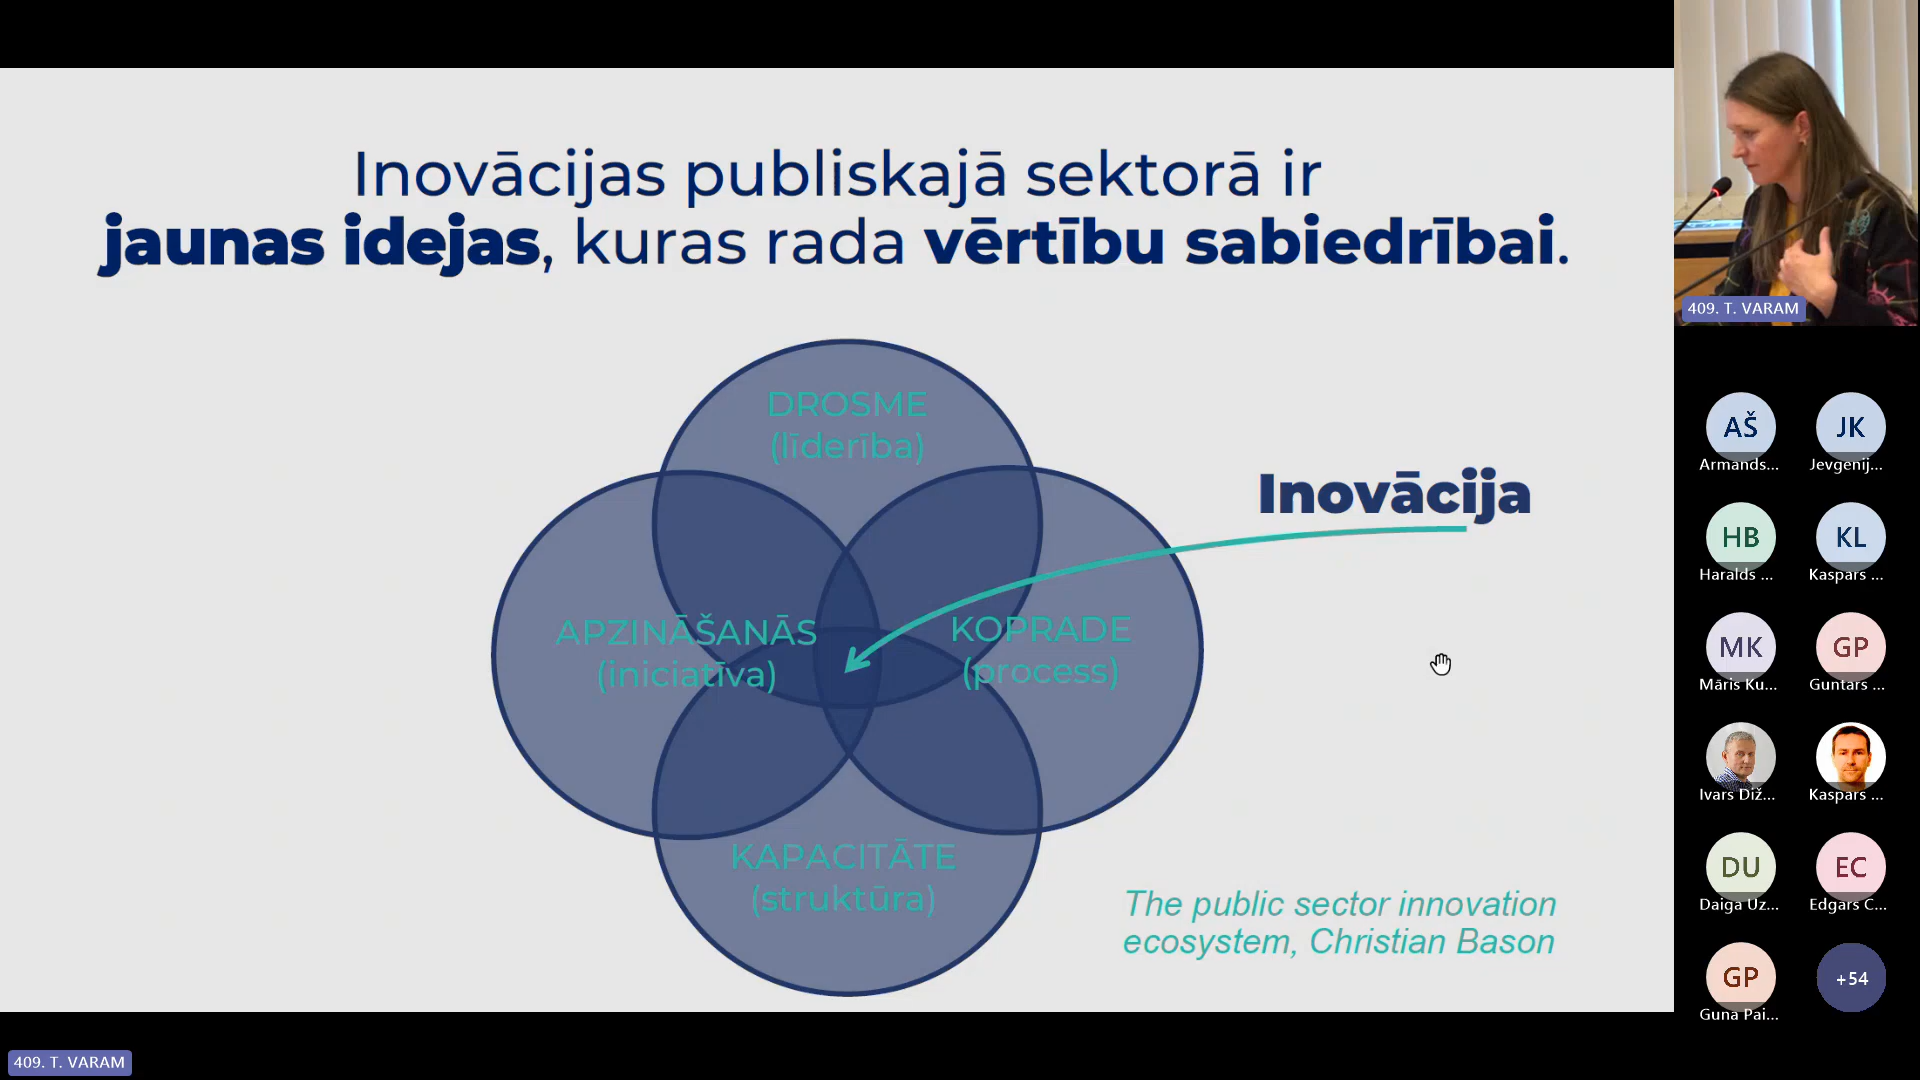 Inovācijas publiskajā sektorā ir
jaunas idejas, kuras rada vērtību sabiedrībai.
DROSME
(līderība)
Inovācija
APZINĀŠANĀS
(iniciatīva)
KOPRADE
(process)
KAPACITĀTE
(struktūra)
The public sector innovation
ecosystem, Christian Bason
409. T. VARAM
AŠ
Armands...
JK
Jevgenij...
HB
Haralds ...
KL
Kaspars ...
MK
Māris Ku...
GP
Guntars ...
Ivars Diž...
Kaspars ...
DU
Daiga Uz...
EC
Edgars C...
GP
Guna Pai...
+54
409. T. VARAM